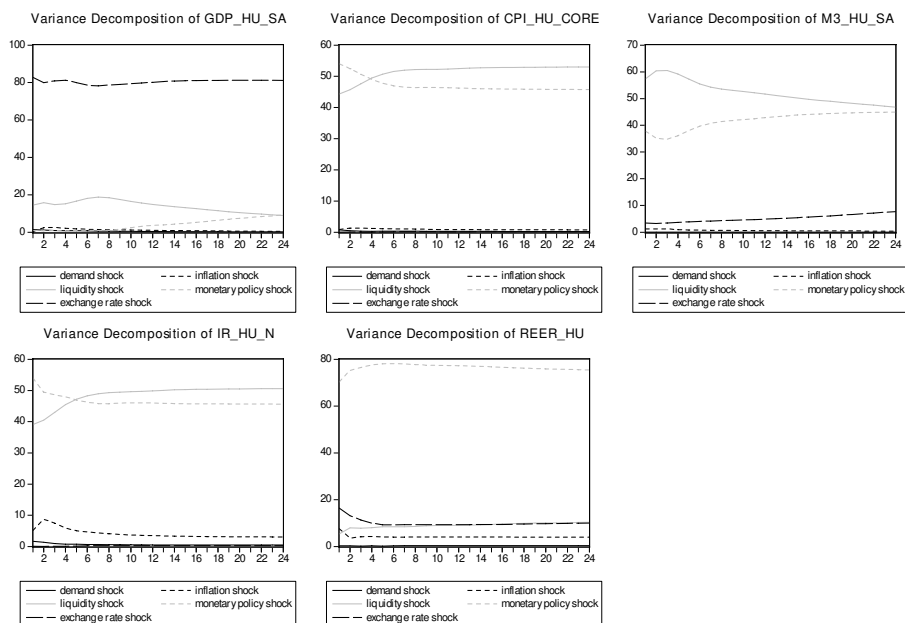 Variance Decomposition of GDP_HU_SA
100
80
60
40
20
0
2 4 6 8 10 12 14 16 18 20 22 24
demand shock inflation shock
liquidity shock monetary policy shock
exchange rate shock
Variance Decomposition of CPI_HU_CORE
60
50
40
30
20
10
0
2 4 6 8 10 12 14 16 18 20 22 24
demand shock inflation shock
liquidity shock monetary policy shock
exchange rate shock
Variance Decomposition of M3_HU_SA
70
60
50
40
30
20
10
0
2 4 6 8 10 12 14 16 18 20 22 24
demand shock inflation shock
liquidity shock monetary policy shock
exchange rate shock
Variance Decomposition of IR_HU_N
60
50
40
30
20
10
0
2 4 6 8 10 12 14 16 18 20 22 24
demand shock inflation shock
liquidity shock monetary policy shock
exchange rate shock
Variance Decomposition of REER_HU
80
60
40
20
0
2 4 6 8 10 12 14 16 18 20 22 24
demand shock inflation shock
liquidity shock monetary policy shock
exchange rate shock